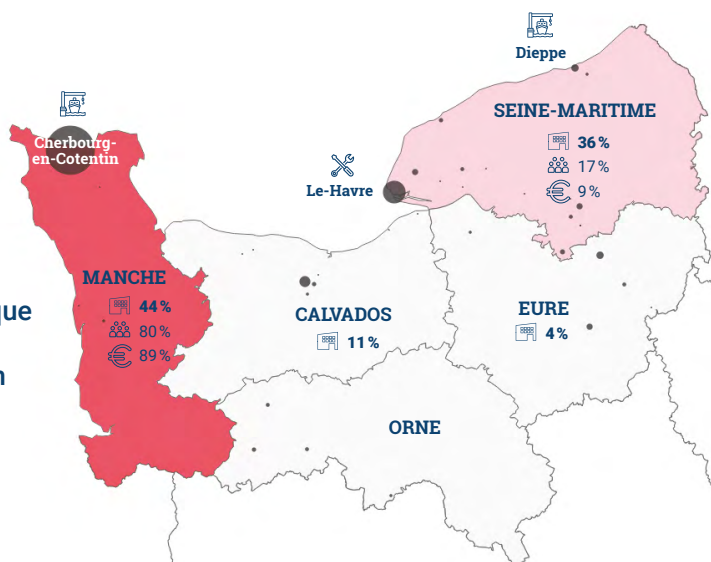 Dieppe
SEINE-MARITIME
36%
17%
9%
Cherbourg-
en-Cotentin
Le-Havre
MANCHE
44%
80%
89%
CALVADOS
11%
EURE
4%
ORNE